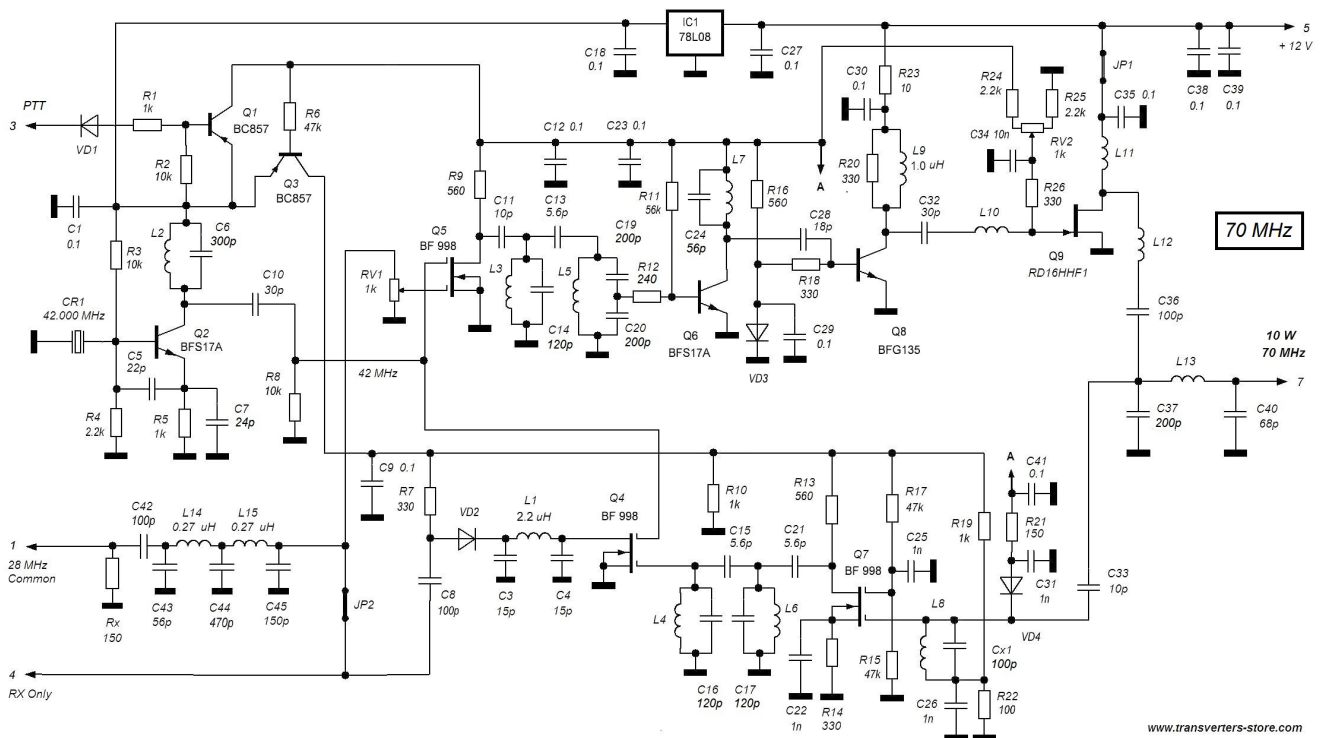 IC1
78L08
5
+ 12 V
C18
0.1
C27
0.1
C30
0.1
R23
10
R24
2.2k
R25
2.2k
JP1
C38
0.1
C39
0.1
C35 0.1
PTT
3
VD1
R1
1k
Q1
BC857
R6
47k
R2
10k
Q3
BC857
C12 0.1
C23 0.1
R9
560
L7
R11
56k
R16
560
A
R20
330
L9
1.0 uH
C34 10n
RV2
1k
L11
R26
330
C1
0.1
L2
C6
300p
R3
10k
Q5
BF 998
C11
10p
C13
5.6p
C19
200p
C24
56p
C28
18p
C32
30p
L10
Q9
RD16HHF1
L12
70 MHz
C10
30p
RV1
1k
L3
L5
R12
240
R18
330
CR1
42.000 MHz
Q2
BFS17A
C14
120p
C20
200p
Q6
BFS17A
C29
0.1
VD3
Q8
BFG135
C36
100p
10 W
70 MHz
C5
22p
42 MHz
R8
10k
L13
7
R4
2.2k
R5
1k
C7
24p
C37
200p
C40
68p
C9 0.1
R7
330
VD2
L1
2.2 uH
Q4
BF 998
R10
1k
R13
560
R17
47k
R19
1k
A
C41
0.1
R21
150
C42
100p
L14
0.27 uH
L15
0.27 uH
C15
5.6p
C21
5.6p
Q7
BF 998
C25
1n
1
28 MHz
Common
C31
1n
C33
10p
Rx
150
C43
56p
C44
470p
C45
150p
JP2
C8
100p
C3
15p
C4
15p
L4
L6
L8
Cx1
100p
VD4
4
RX Only
C16
120p
C17
120p
C22
1n
R14
330
R15
47k
C26
1n
R22
100
www.transverters-store.com